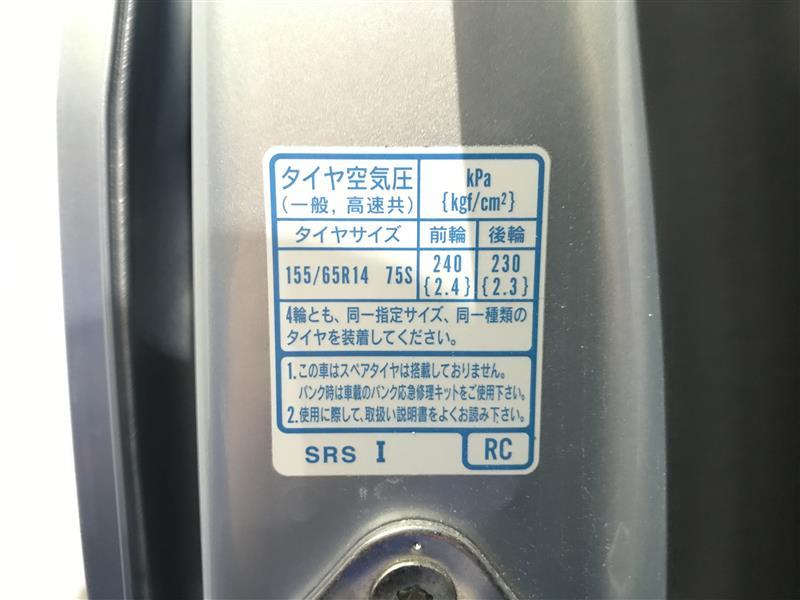 タイヤ空気圧
(一般, 高速共)
kPa
{kgf/cm²}
タイヤサイズ 前輪 後輪
155/65R14 75S 240 230
{2.4} {2.3}
4輪とも、同一指定サイズ、同一種類の
タイヤを装着してください。
1.この車はスペアタイヤは搭載しておりません。
パンク時は車載のパンク応急修理キットをご使用下さい。
2.使用に際して、取扱い説明書をよくお読み下さい。
SRS I RC